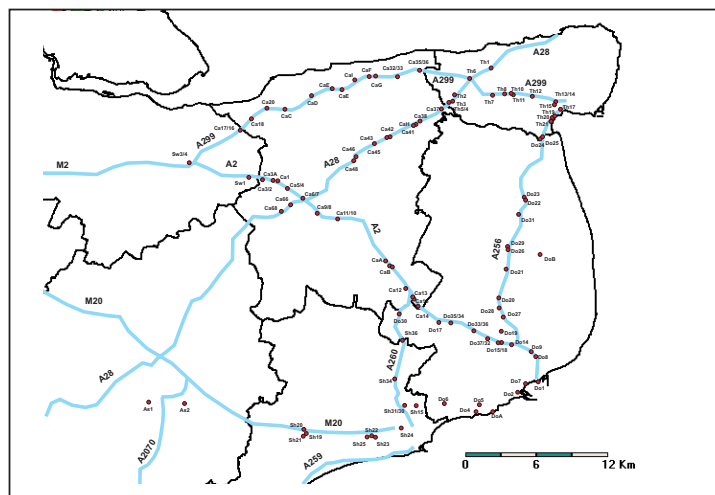 Th1
A28
Ca35/36
CaF
Ca32/33
Th6
CaI
CaG
A299
A299
CaE
CaE
Th8
Th10
Th12
Th2
Th7
Th11
Th13/14
CaD
Th3
Th15
Ca20
Th5/4
Th17
Ca37
CaC
Ca18
Ca38
Th20
CaH
Th21
Ca17/16
Ca41
Ca42
A299
Ca43
Do25
Do24
Ca45
Ca46
Sw3/4
M2
A2
A28
Ca48
Ca3A
Ca1
Sw1
Ca3/2
Ca5/4
Ca6/7
Do23
Do22
Ca66
Ca68
Ca9/8
Ca11/10
Do31
A2
A256
Do29
Do26
DoB
CaA
CaB
Do21
Ca12
M20
Ca13
Do20
Do28
Ca14
Do27
Do30
Do17
Do35/34
Do33/36
Do19
Sh36
Do37/32
Do14
Do15/18
Do9
Do8
A260
A28
Sh34
Do7
Do1
Do2
As1
As2
Do6
Do5
Sh31/30
Sh15
Do4
DoA
M20
Sh20
Sh19
Sh22
Sh24
Sh21
Sh25
Sh23
A2070
A259
0
6
12 Km